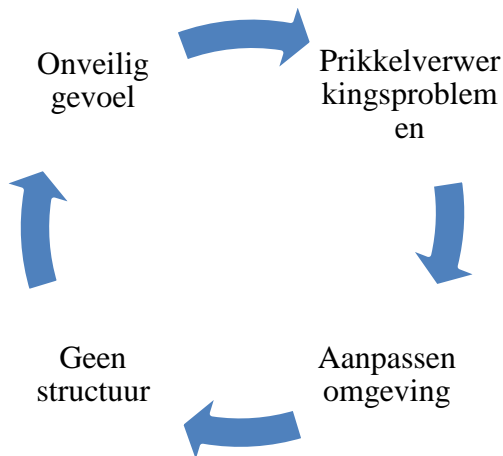 Onveilig
gevoel
Prikkelverwer
kingsproblem
en
Geen
structuur
Aanpassen
omgeving